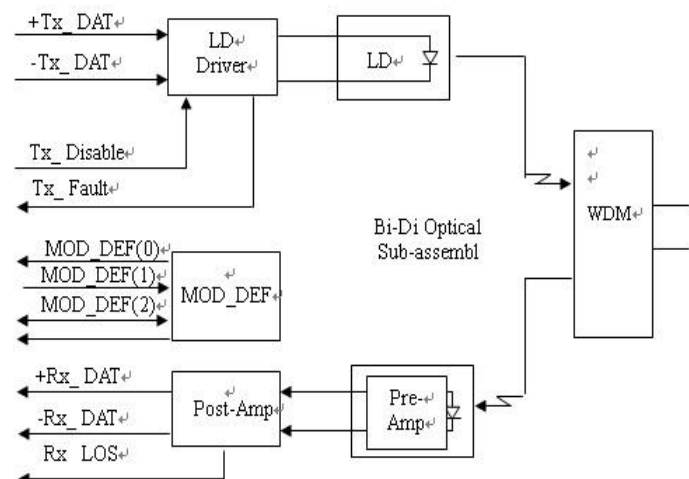 +Tx_DAT
-Tx_DAT
LD
Driver
LD
Tx_Disable
Tx_Fault
WDM
Bi-Di Optical
Sub-assembl
MOD_DEF(0)
MOD_DEF(1)
MOD_DEF(2)
MOD_DEF
+Rx_DAT
-Rx_DAT
Rx LOS
Post-Amp
Pre-
Amp